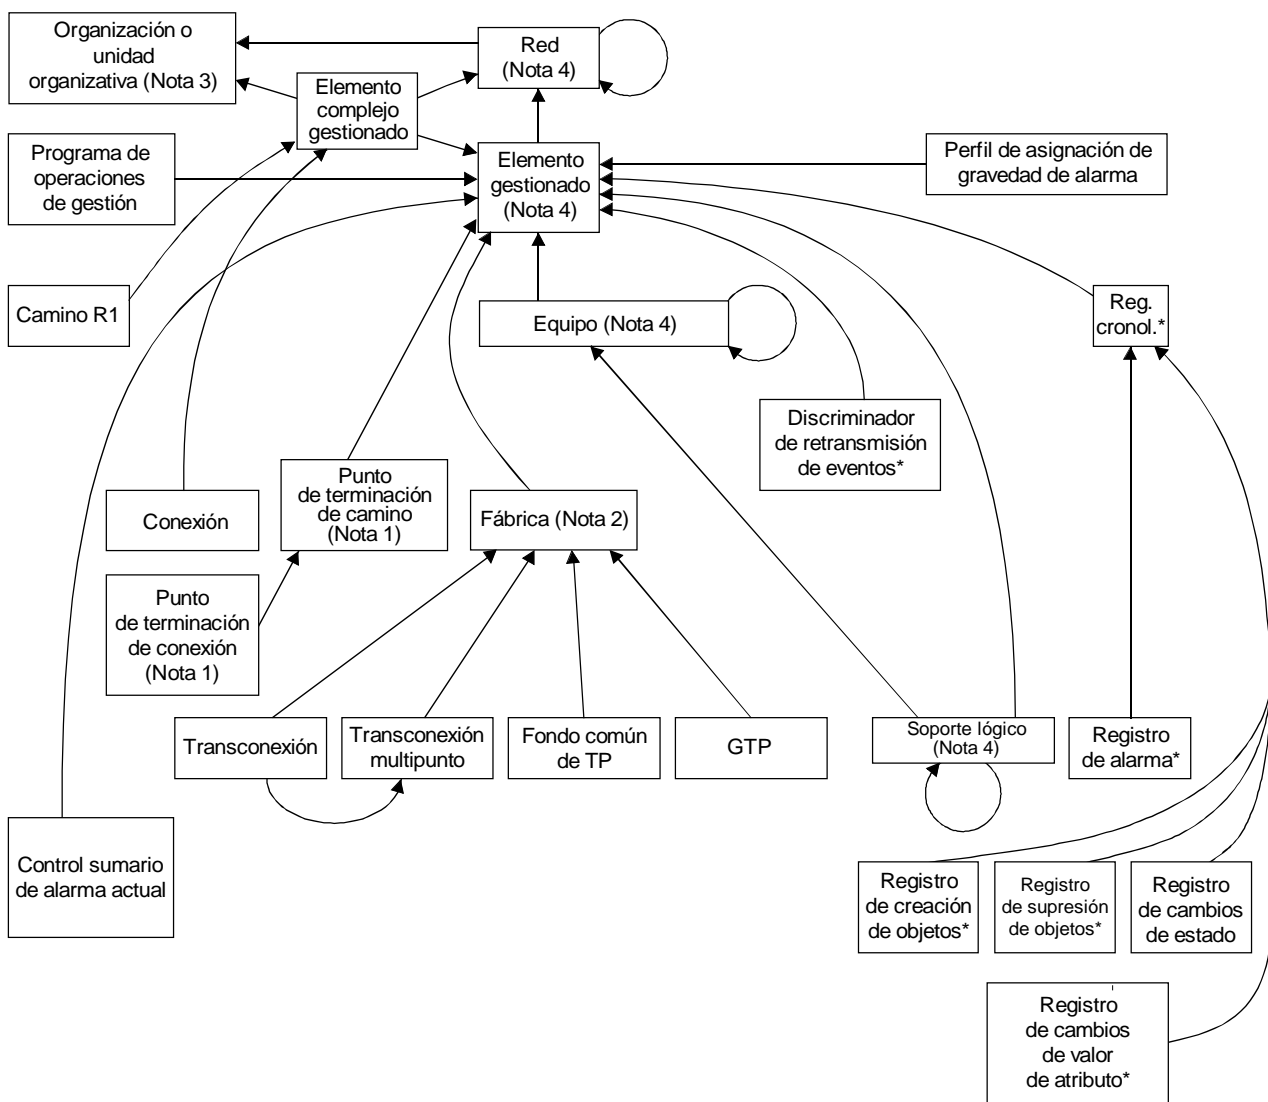 Organización o
unidad
organizativa (Nota 3)
Red
(Nota 4)
Elemento
complejo
gestionado
Programa de
operaciones
de gestión
Elemento
gestionado
(Nota 4)
Perfil de asignación de
gravedad de alarma
Camino R1
Equipo (Nota 4)
Reg.
cronol.*
Discriminador
de retransmisión
de eventos*
Conexión
Punto
de terminación
de camino
(Nota 1)
Fábrica (Nota 2)
Punto
de terminación
de conexión
(Nota 1)
Transconexión
Transconexión
multipunto
Fondo común
de TP
GTP
Soporte lógico
(Nota 4)
Registro
de alarma*
Control sumario
de alarma actual
Registro
de creación
de objetos*
Registro
de supresión
de objetos*
Registro
de cambios
de estado
Registro
de cambios
de valor
de atributo*